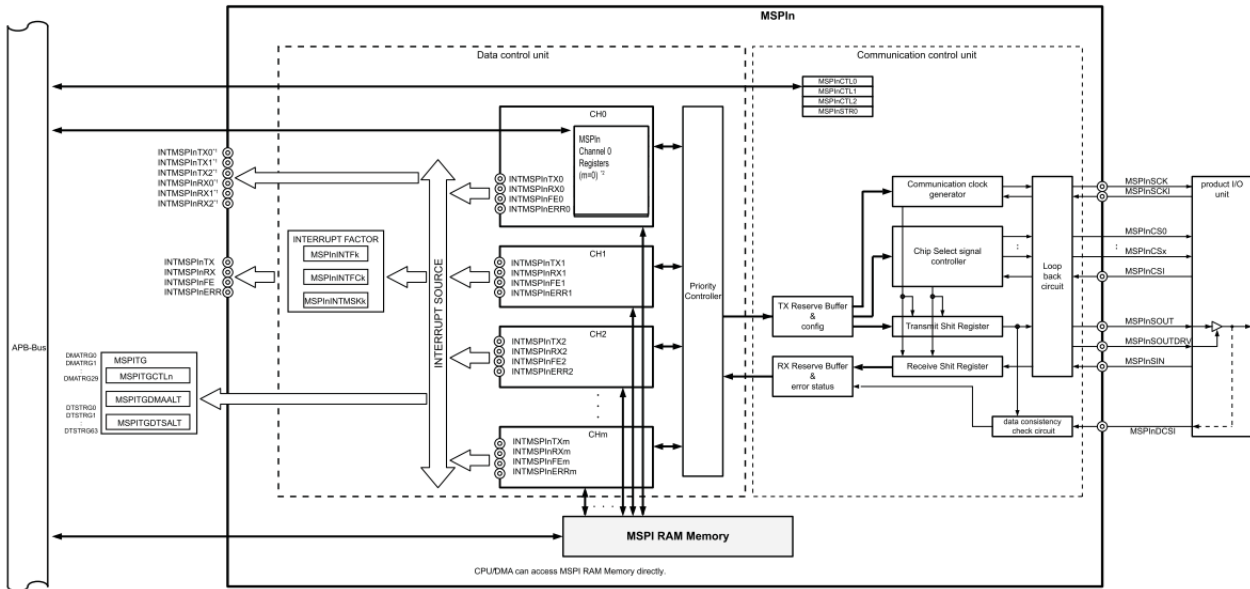 MSPIn
Data control unit
Communication control unit
MSPInCTL0
MSPInCTL1
MSPInCTL2
MSPInSTR0
CH0
MSPIn
Channel 0
Registers
(m=0) *2
INTMSPInTX0
INTMSPInRX0
INTMSPInFE0
INTMSPInERR0
INTMSPInTX0*1
INTMSPInTX1*1
INTMSPInTX2*1
INTMSPInRX0*1
INTMSPInRX1*1
INTMSPInRX2*1
INTERRUPT FACTOR
MSPInINTFk
MSPInINTFCk
MSPInINTMSKk
INTMSPInTX
INTMSPInRX
INTMSPInFE
INTMSPInERR
INTERRUPT SOURCE
CH1
INTMSPInTX1
INTMSPInRX1
INTMSPInFE1
INTMSPInERR1
CH2
INTMSPInTX2
INTMSPInRX2
INTMSPInFE2
INTMSPInERR2
CHm
INTMSPInTXm
INTMSPInRXm
INTMSPInFEm
INTMSPInERRm
Priority
Controller
APB-Bus
DMATRG0
DMATRG1
:
DMATRG29
DTSTRG0
DTSTRG1
:
DTSTRG63
MSPITG
MSPITGCTLn
MSPITGDMAALT
MSPITGDTSALT
TX Reserve Buffer
&
config
RX Reserve Buffer
&
error status
Communication clock
generator
Chip Select signal
controller
Transmit Shit Register
Receive Shit Register
data consistency
check circuit
Loop
back
circuit
MSPInSCK
MSPInSCKI
MSPInCS0
:
MSPInCSx
MSPInCSI
MSPInSOUT
MSPInSOUTDRV
MSPInSIN
MSPInDCSI
product I/O
unit
MSPI RAM Memory
CPU/DMA can access MSPI RAM Memory directly.